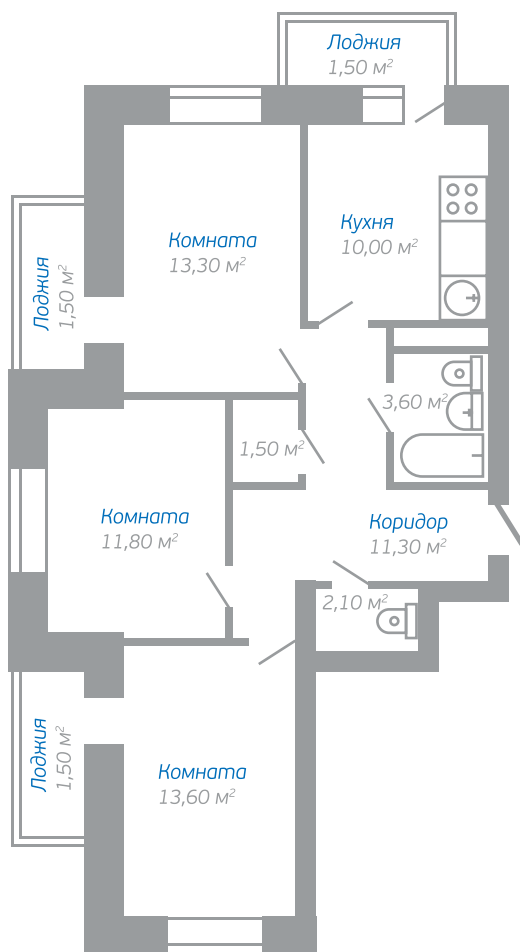 Лоджия
1,50 м²
Кухня
10,00 м²
Комната
13,30 м²
Лоджия
1,50 м²
3,60 м²
1,50 м²
Комната
11,80 м²
Коридор
11,30 м²
2,10 м²
Лоджия
1,50 м²
Комната
13,60 м²